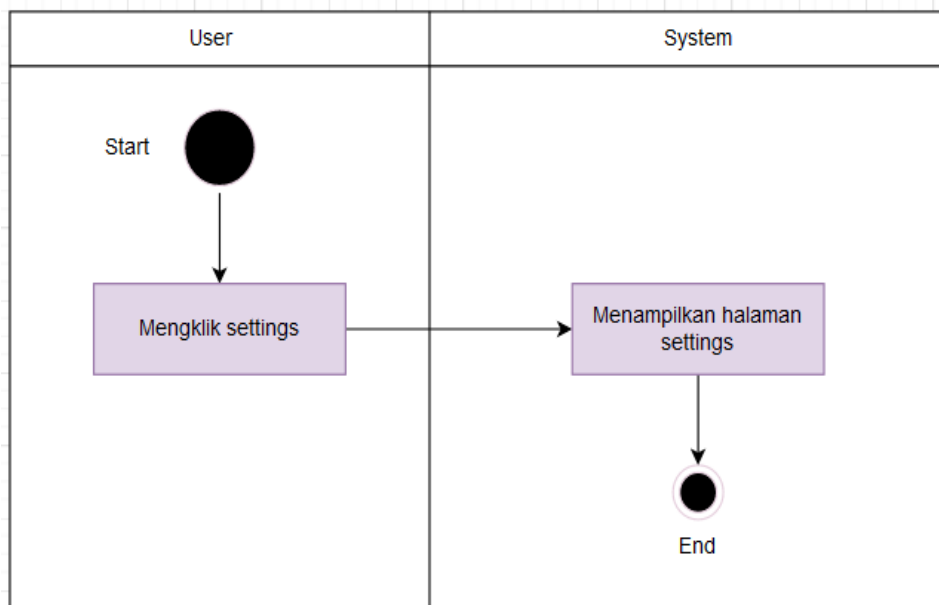 User
System
Start
Mengklik settings
Menampilkan halaman
settings
End